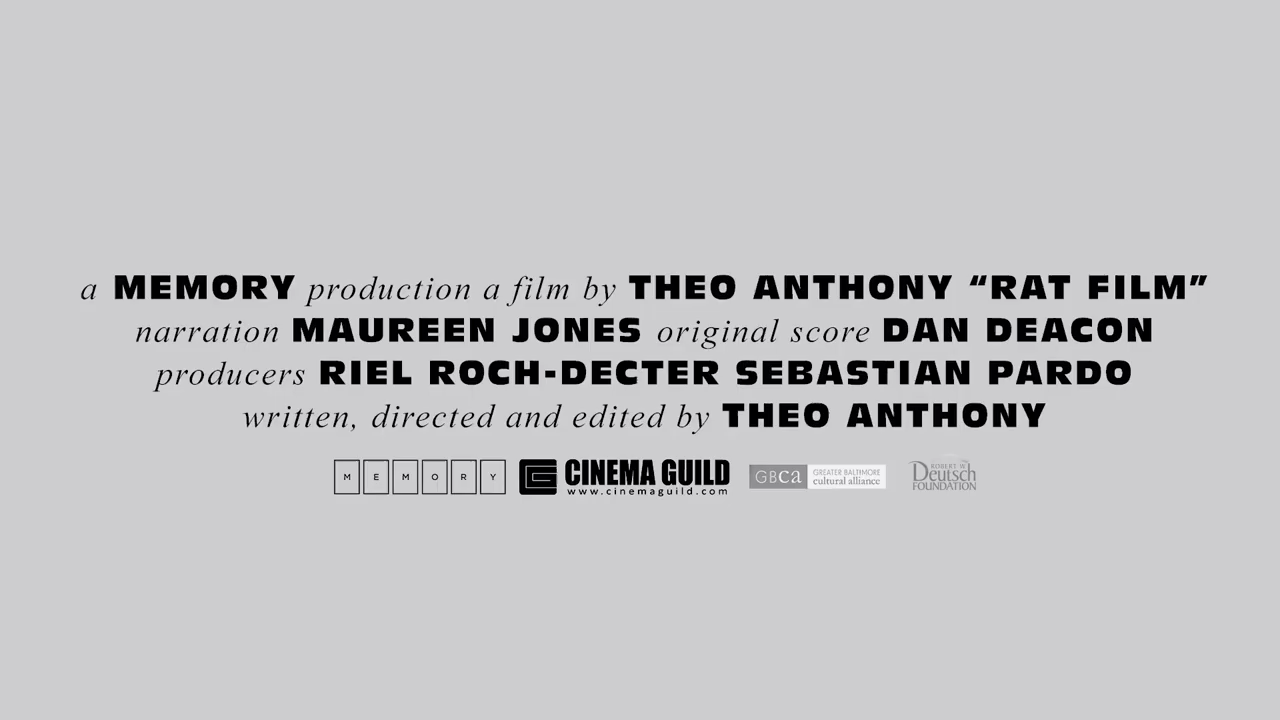 a MEMORY production a film by THEO ANTHONY “RAT FILM”
narration MAUREEN JONES original score DAN DEACON
producers RIEL ROCH-DECTER SEBASTIAN PARDO
written, directed and edited by THEO ANTHONY
MEMORY CINEMA GUILD GBca GREATER BALTIMORE ROBERT W.
www.cinemaguild.com cultural alliance Deutsch
FOUNDATION